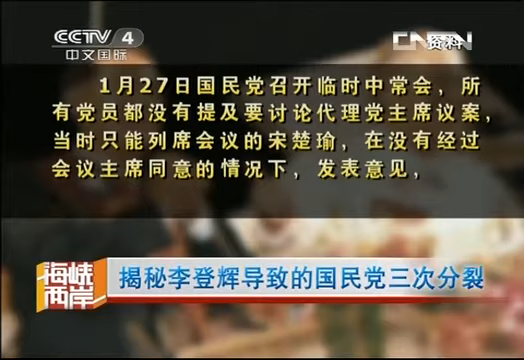 CCTV 4
中文国际
CNTV
资料
1月27日国民党召开临时中常会，所
有党员都没有提及要讨论代理党主席议案，
当时只能列席会议的宋楚瑜，在没有经过
会议主席同意的情况下，发表意见，
海峡
两岸
揭秘李登辉导致的国民党三次分裂